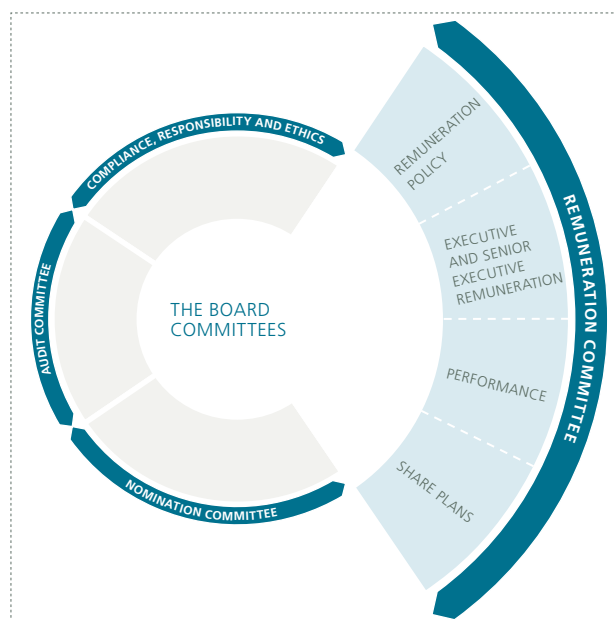 COMPLIANCE, RESPONSIBILITY AND ETHICS
AUDIT COMMITTEE
THE BOARD
COMMITTEES
NOMINATION COMMITTEE
REMUNERATION
POLICY
EXECUTIVE
AND SENIOR
EXECUTIVE
REMUNERATION
PERFORMANCE
SHARE PLANS
REMUNERATION COMMITTEE